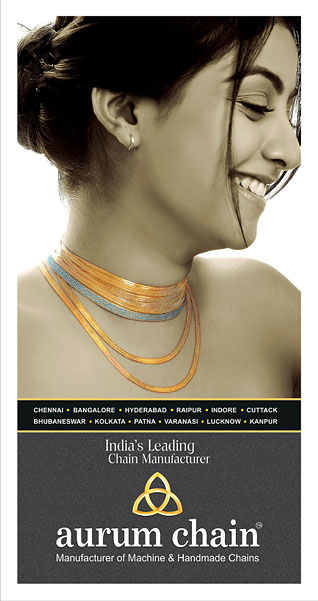 CHENNAI • BANGALORE • HYDERABAD • RAIPUR • INDORE • CUTTACK
BHUBANESWAR • KOLKATA • PATNA • VARANASI • LUCKNOW • KANPUR
India's Leading
Chain Manufacturer
aurum chain™
Manufacturer of Machine & Handmade Chains